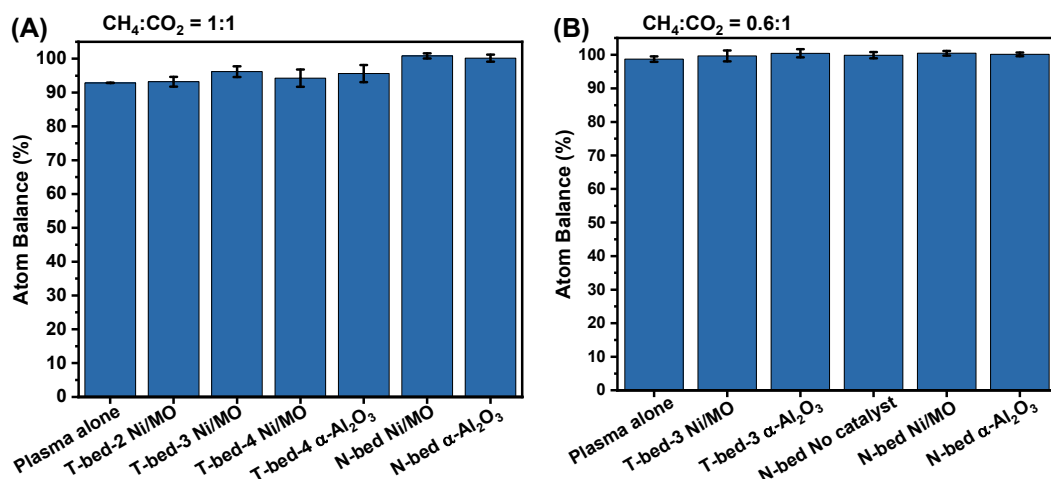 (A)
CH₄:CO₂ = 1:1
Atom Balance (%)
100
90
80
70
60
50
40
30
20
10
0
Plasma alone
T-bed-2 Ni/MO
T-bed-3 Ni/MO
T-bed-4 Ni/MO
T-bed-4 α-Al₂O₃
N-bed Ni/MO
N-bed α-Al₂O₃
(B)
CH₄:CO₂ = 0.6:1
Atom Balance (%)
100
90
80
70
60
50
40
30
20
10
0
Plasma alone
T-bed-3 Ni/MO
T-bed-3 α-Al₂O₃
N-bed No catalyst
N-bed Ni/MO
N-bed α-Al₂O₃